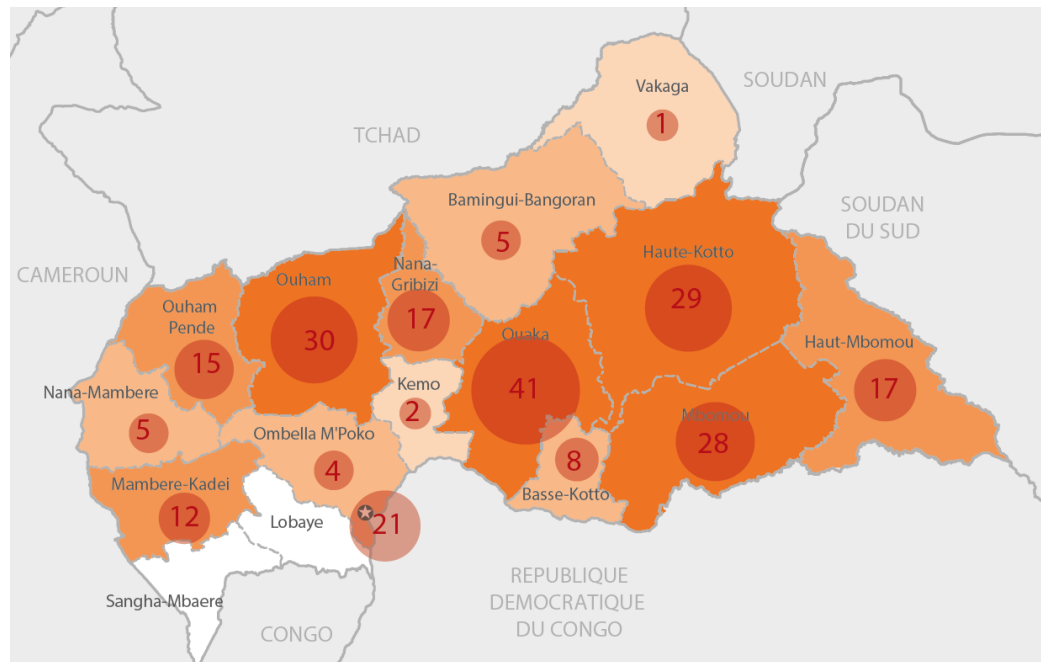 Vakaga
SOUDAN
1
TCHAD
Bamingui-Bangoran
5
SOUDAN
DU SUD
CAMEROUN
Ouham
30
Nana-
Gribizi
17
Haute-Kotto
29
Ouham
Pende
15
Ouaka
41
Haut-Mbomou
17
Nana-Mambere
5
Kemo
2
Mbomou
28
Ombella M'Poko
4
8
Basse-Kotto
Mambere-Kadei
12
Lobaye
21
Sangha-Mbaere
CONGO
REPUBLIQUE
DEMOCRATIQUE
DU CONGO